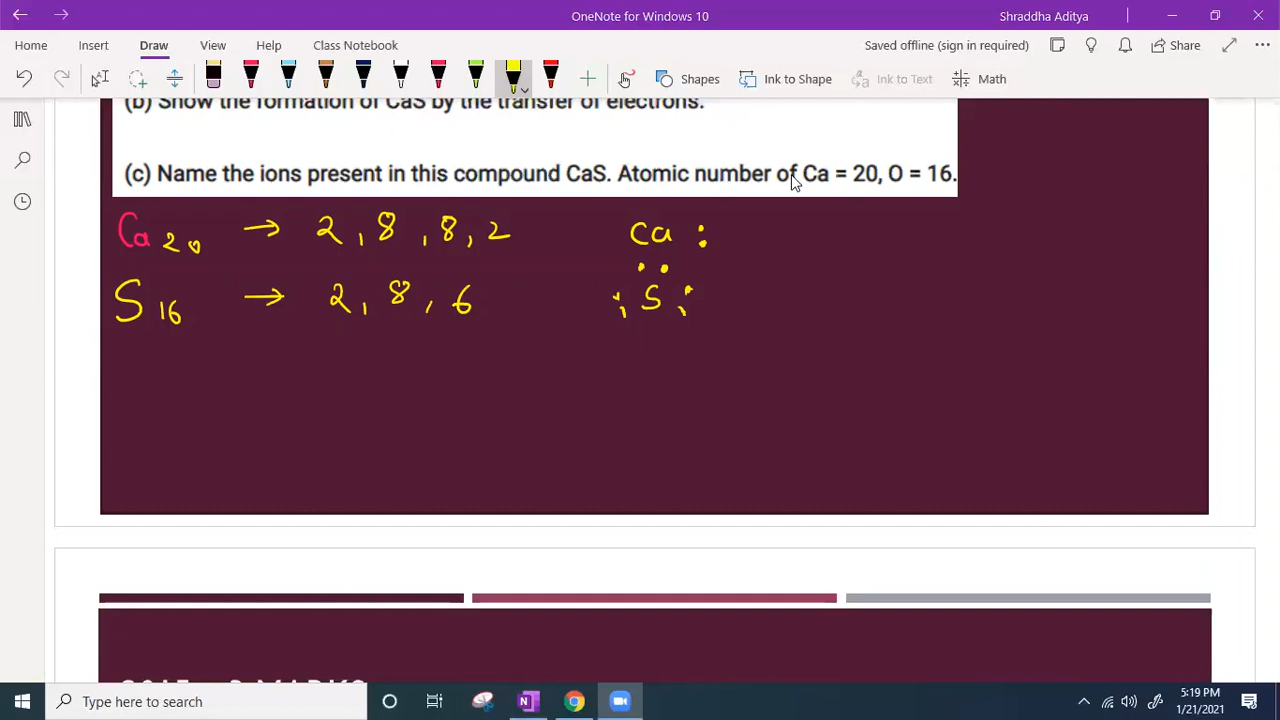 OneNote for Windows 10
Shraddha Aditya
Home Insert Draw View Help Class Notebook
Saved offline (sign in required)
Share
Shapes
Ink to Shape
Ink to Text
Math
(b) Show the formation of CaS by the transfer of electrons.
(c) Name the ions present in this compound CaS. Atomic number of Ca = 20, O = 16.
Ca 20 → 2, 8, 8, 2 Ca :
S 16 → 2, 8, 6 S
Type here to search
5:19 PM
1/21/2021